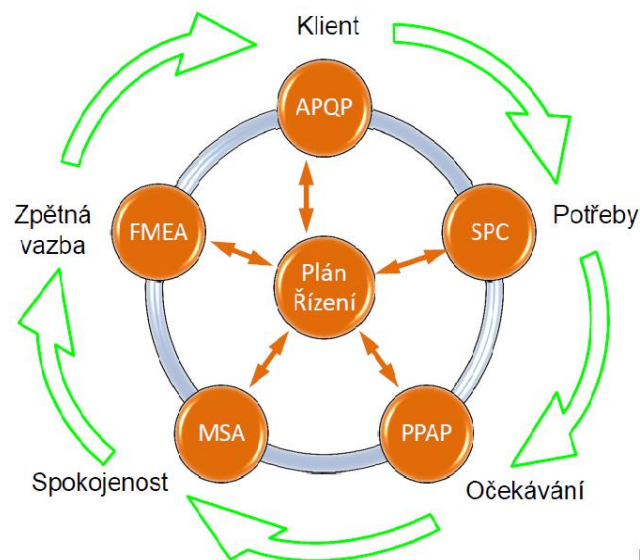 Klient
APQP
Zpětná
vazba
FMEA
SPC
Potřeby
Plán
Řízení
MSA
PPAP
Spokojenost
Očekávání